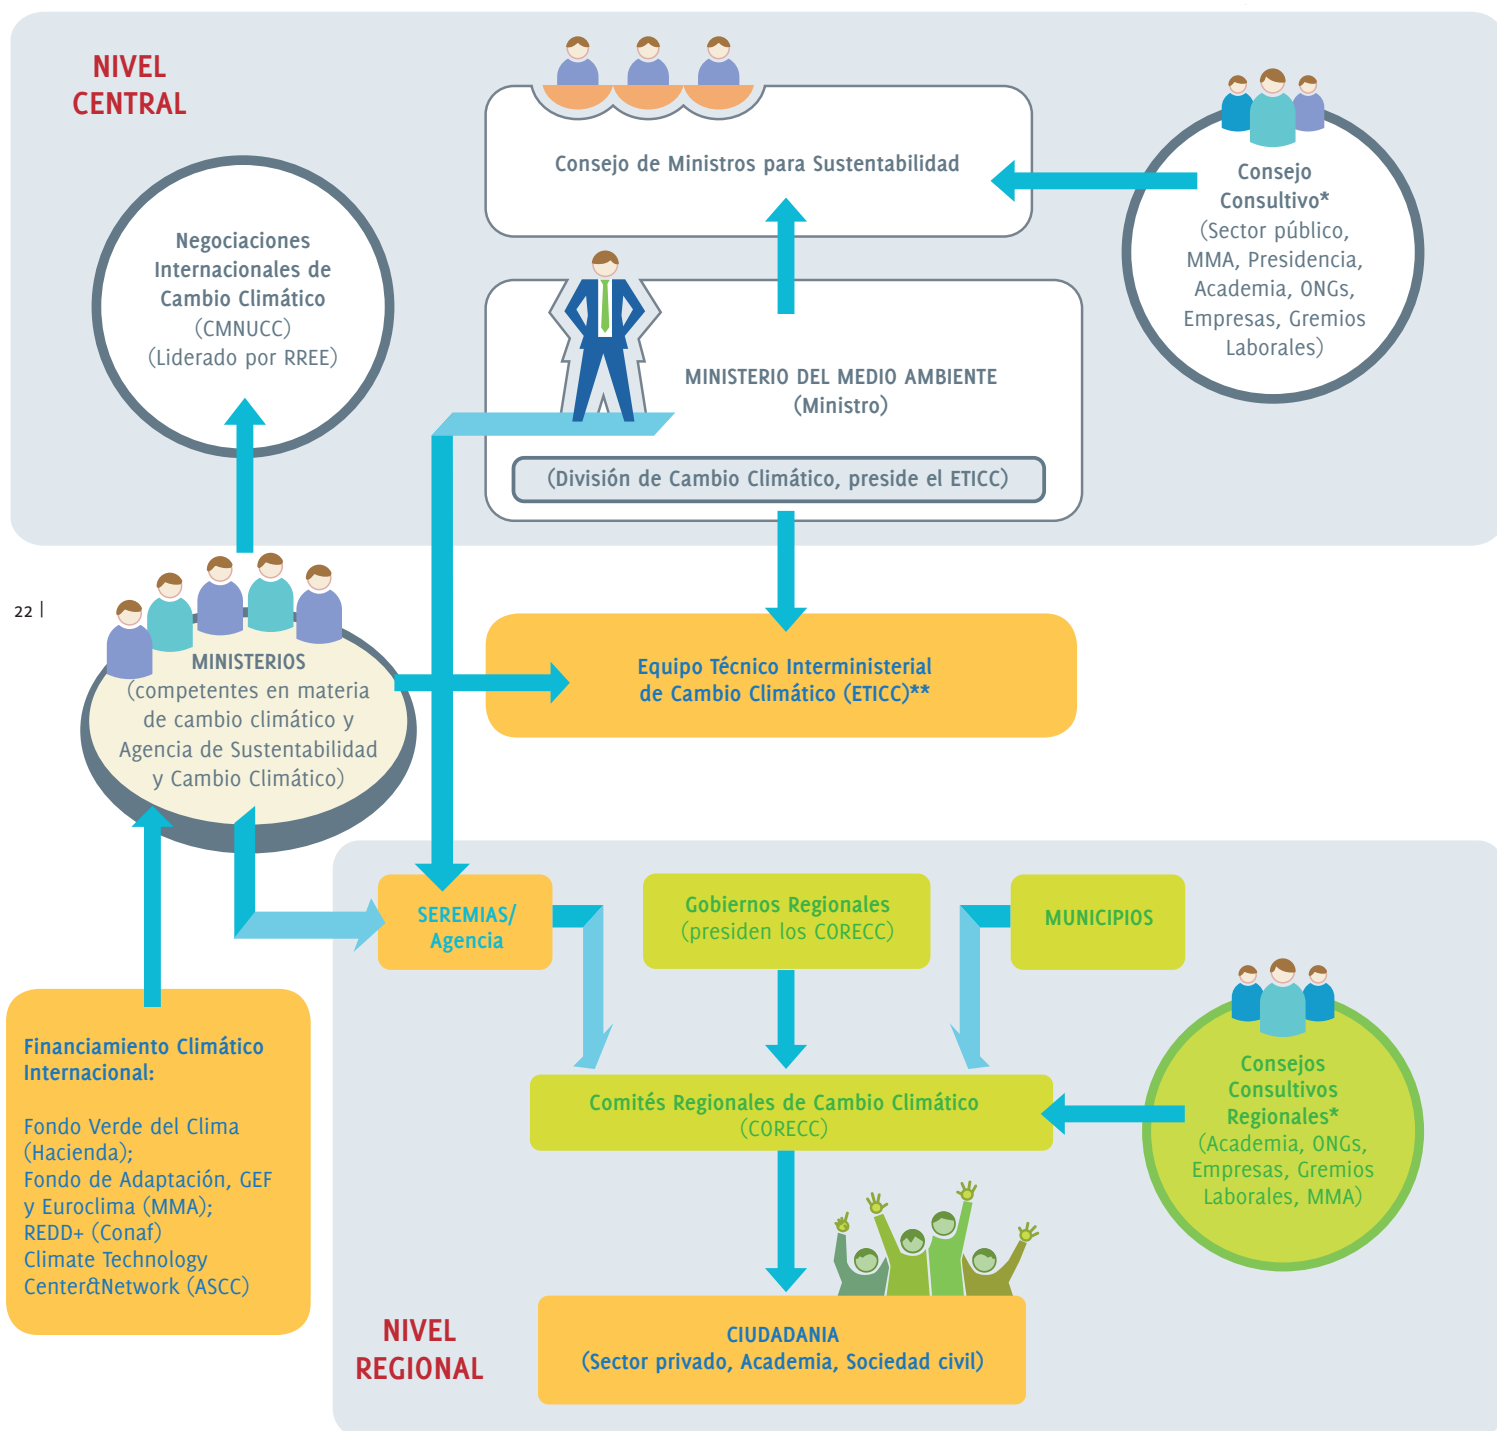 NIVEL
CENTRAL
Consejo de Ministros para Sustentabilidad
Consejo
Consultivo*
(Sector público,
MMA, Presidencia,
Academia, ONGs,
Empresas, Gremios
Laborales)
Negociaciones
Internacionales de
Cambio Climático
(CMNUCC)
(Liderado por RREE)
MINISTERIO DEL MEDIO AMBIENTE
(Ministro)
(División de Cambio Climático, preside el ETICC)
22 |
MINISTERIOS
(competentes en materia
de cambio climático y
Agencia de Sustentabilidad
y Cambio Climático)
Equipo Técnico Interministerial
de Cambio Climático (ETICC)**
SEREMIAS/
Agencia
Gobiernos Regionales
(presiden los CORECC)
MUNICIPIOS
Financiamiento Climático
Internacional:
Fondo Verde del Clima
(Hacienda);
Fondo de Adaptación, GEF
y Euroclima (MMA);
REDD+ (Conaf)
Climate Technology
Center&Network (ASCC)
Comités Regionales de Cambio Climático
(CORECC)
Consejos
Consultivos
Regionales*
(Academia, ONGs,
Empresas, Gremios
Laborales, MMA)
NIVEL
REGIONAL
CIUDADANIA
(Sector privado, Academia, Sociedad civil)